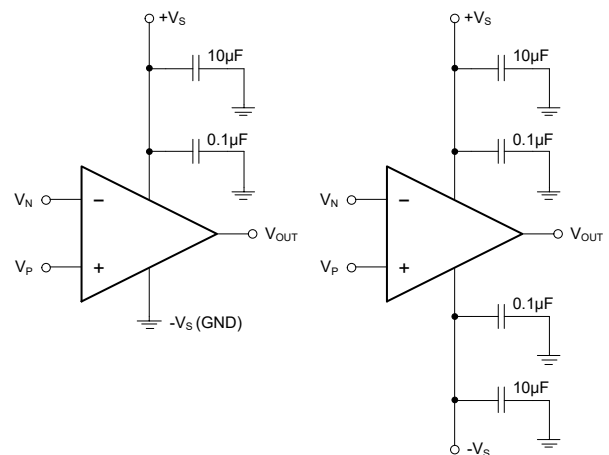 +VS
10µF
0.1µF
VN
−
VP
+
VOUT
-VS (GND)
+VS
10µF
0.1µF
VN
−
VP
+
VOUT
0.1µF
10µF
-VS